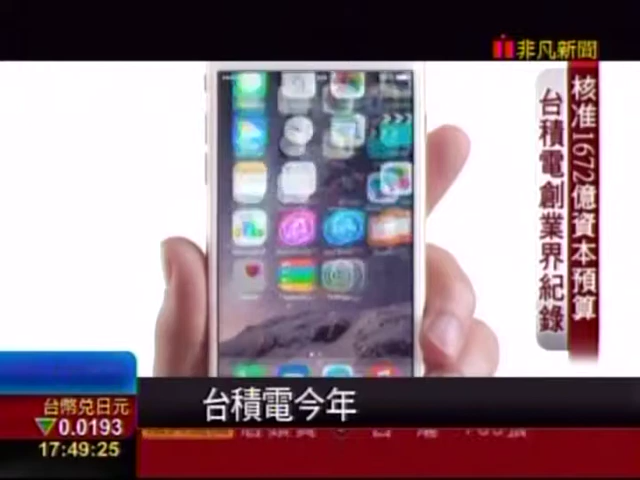 非凡新聞
核准1672億資本預算
台積電創業界紀錄
台積電今年
台幣兌日元
▼0.0193
17:49:25